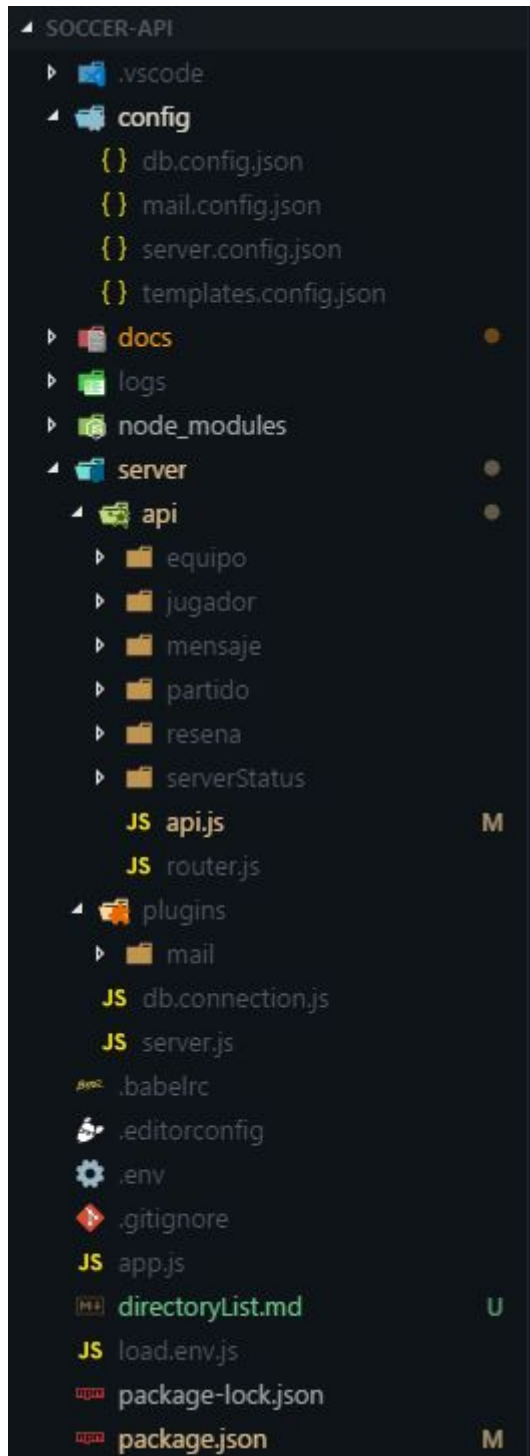 SOCCER-API
.vscode
config
{ } db.config.json
{ } mail.config.json
{ } server.config.json
{ } templates.config.json
docs
logs
node_modules
server
api
equipo
jugador
mensaje
partido
resena
serverStatus
JS api.js M
JS router.js
plugins
mail
JS db.connection.js
JS server.js
.babelrc
.editorconfig
.env
.gitignore
JS app.js
M↓ directoryList.md U
JS load.env.js
npm package-lock.json
npm package.json M